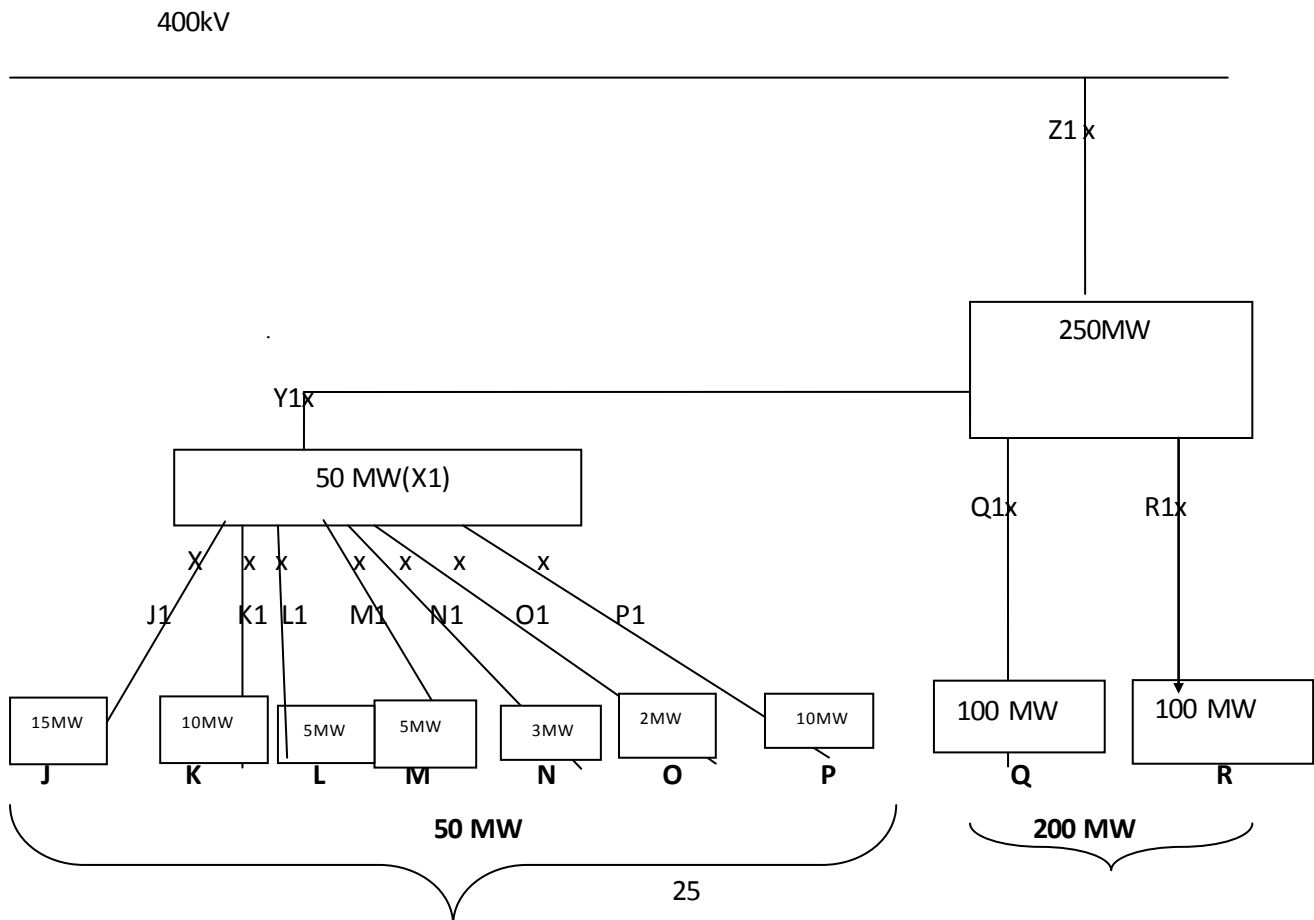 400kV
Z1 x
250MW
Y1x
50 MW(X1)
Q1x R1x
X x x x x x x
J1 K1 L1 M1 N1 O1 P1
15MW 10MW 5MW 5MW 3MW 2MW 10MW 100 MW 100 MW
J K L M N O P Q R
50 MW 200 MW
25